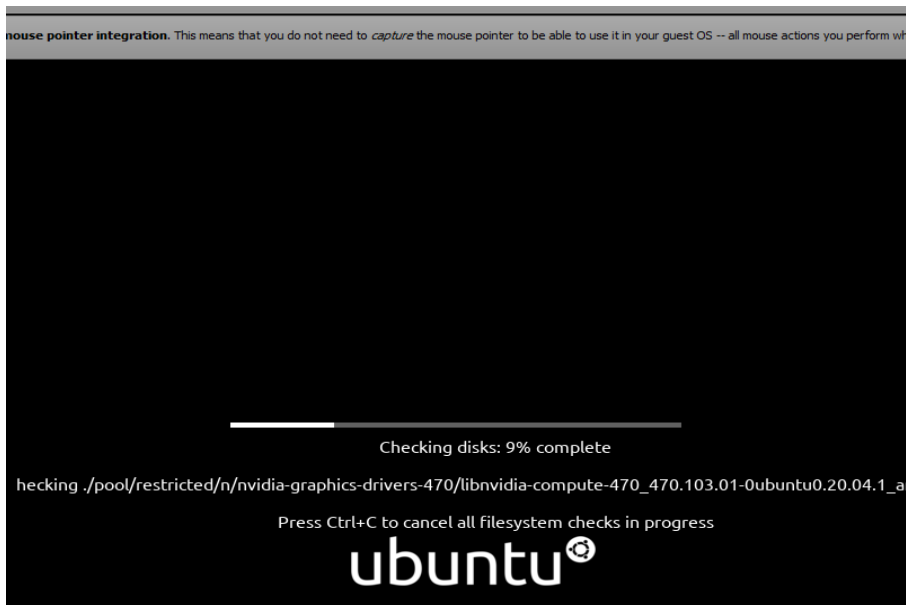 mouse pointer integration. This means that you do not need to capture the mouse pointer to be able to use it in your guest OS -- all mouse actions you perform wh
Checking disks: 9% complete
hecking ./pool/restricted/n/nvidia-graphics-drivers-470/libnvidia-compute-470_470.103.01-0ubuntu0.20.04.1_a
Press Ctrl+C to cancel all filesystem checks in progress
ubuntu